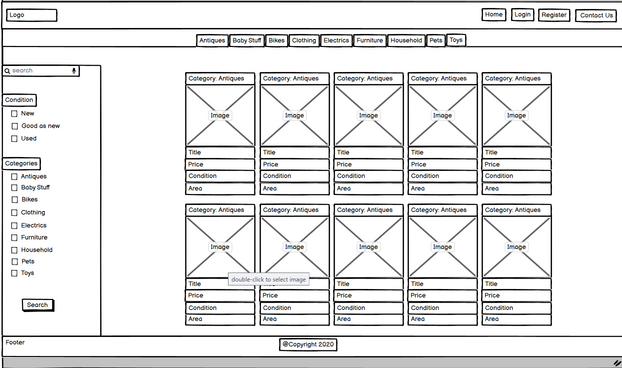 Logo
Home Login Register Contact Us
Antiques Baby Stuff Bikes Clothing Electrics Furniture Household Pets Toys
search
Condition
New
Good as new
Used
Categories
Antiques
Baby Stuff
Bikes
Clothing
Electrics
Furniture
Household
Pets
Toys
Search
Category: Antiques Category: Antiques Category: Antiques Category: Antiques Category: Antiques
Image Image Image Image Image
Title Title Title Title Title
Price Price Price Price Price
Condition Condition Condition Condition Condition
Area Area Area Area Area
Category: Antiques Category: Antiques Category: Antiques Category: Antiques Category: Antiques
Image Image Image Image Image
double-click to select image
Title Title Title Title Title
Price Price Price Price Price
Condition Condition Condition Condition Condition
Area Area Area Area Area
Footer
@Copyright 2020